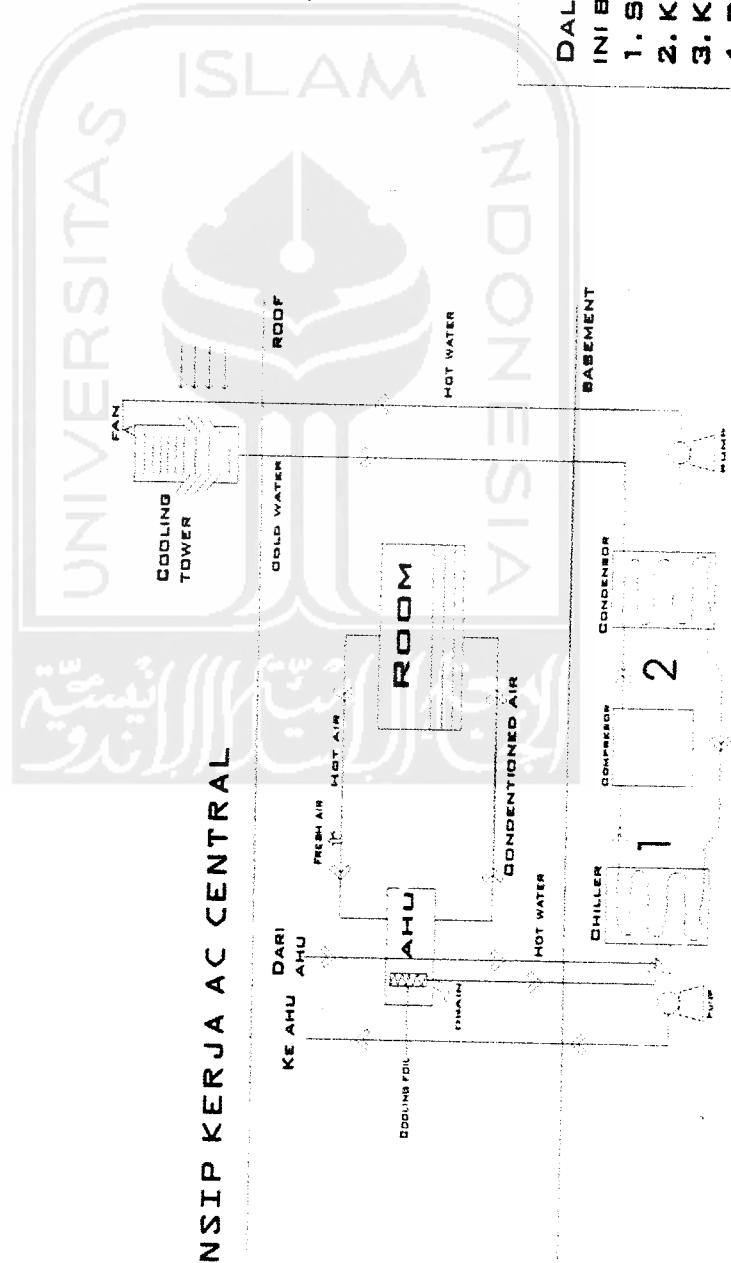 NSIP KERJA AC CENTRAL
FAN
COOLING
TOWER
ROOF
COLD WATER
HOT WATER
ROOM
HOT AIR
FRESH AIR
CONDENTIONED AIR
AHU
DARI
AHU
KE AHU
COOLING FOIL
DRAIN
HOT WATER
BASEMENT
CHILLER
1
COMPRESOR
2
CONDENSOR
PUMP
PUMP
DAL
INI B
1. S
2. K
3. K
UNIVERSITAS
ISLAM
INDONESIA